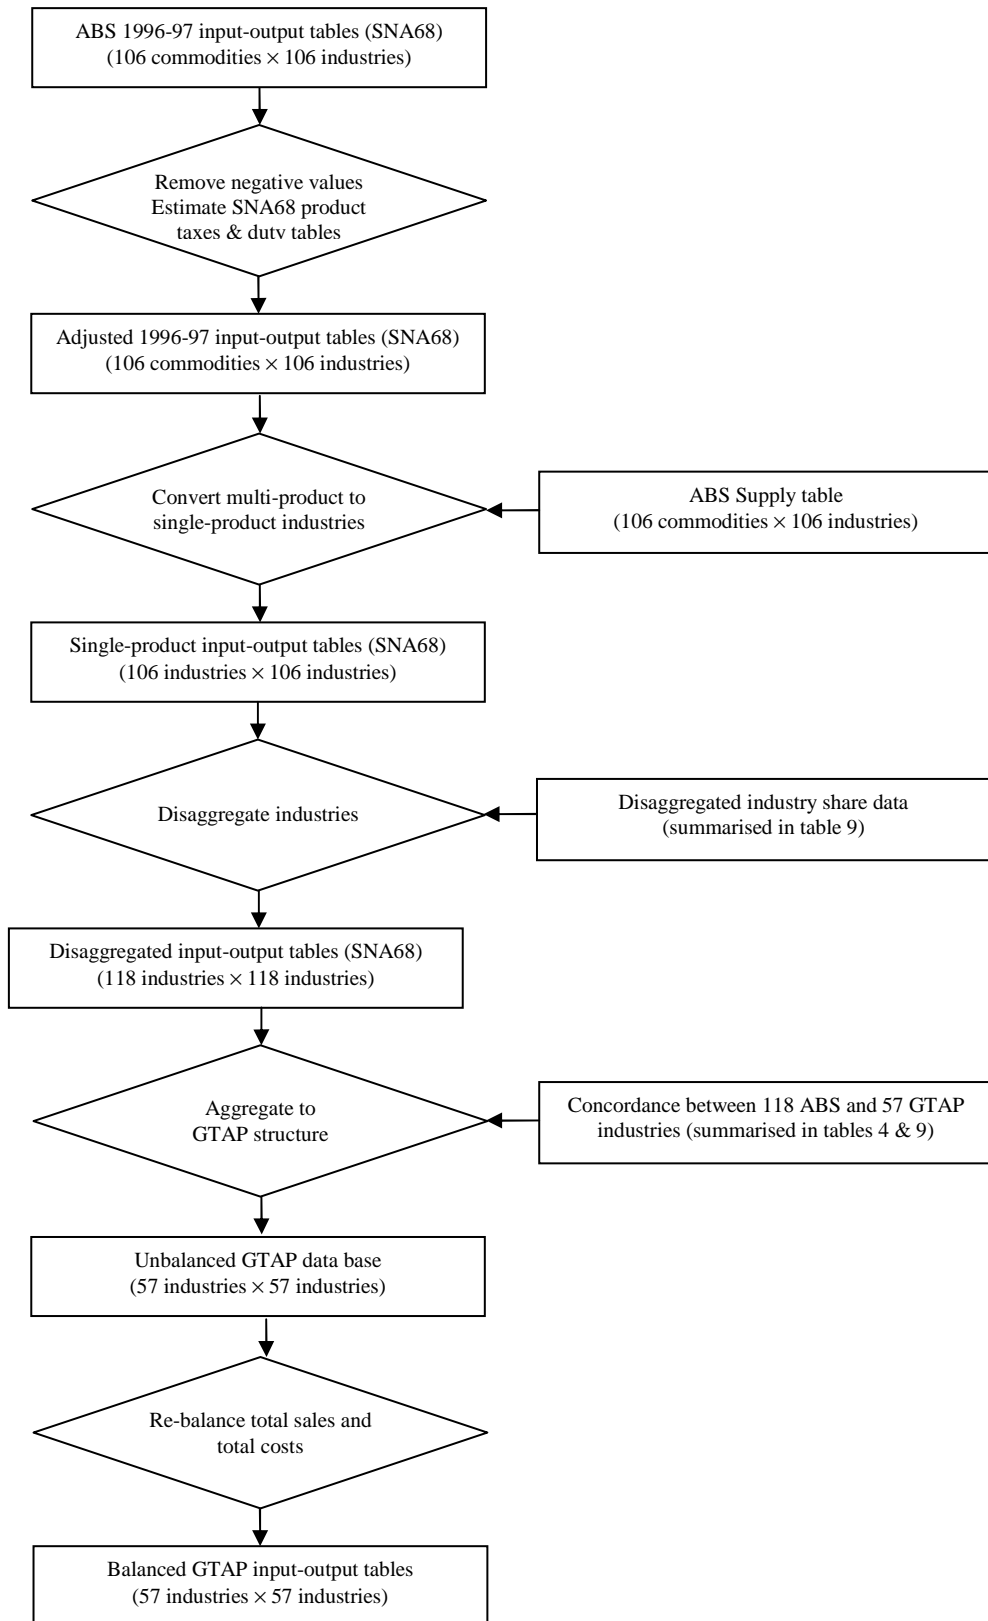 ABS 1996-97 input-output tables (SNA68)
(106 commodities × 106 industries)
Remove negative values
Estimate SNA68 product
taxes & duty tables
Adjusted 1996-97 input-output tables (SNA68)
(106 commodities × 106 industries)
Convert multi-product to
single-product industries
ABS Supply table
(106 commodities × 106 industries)
Single-product input-output tables (SNA68)
(106 industries × 106 industries)
Disaggregate industries
Disaggregated industry share data
(summarised in table 9)
Disaggregated input-output tables (SNA68)
(118 industries × 118 industries)
Aggregate to
GTAP structure
Concordance between 118 ABS and 57 GTAP
industries (summarised in tables 4 & 9)
Unbalanced GTAP data base
(57 industries × 57 industries)
Re-balance total sales and
total costs
Balanced GTAP input-output tables
(57 industries × 57 industries)